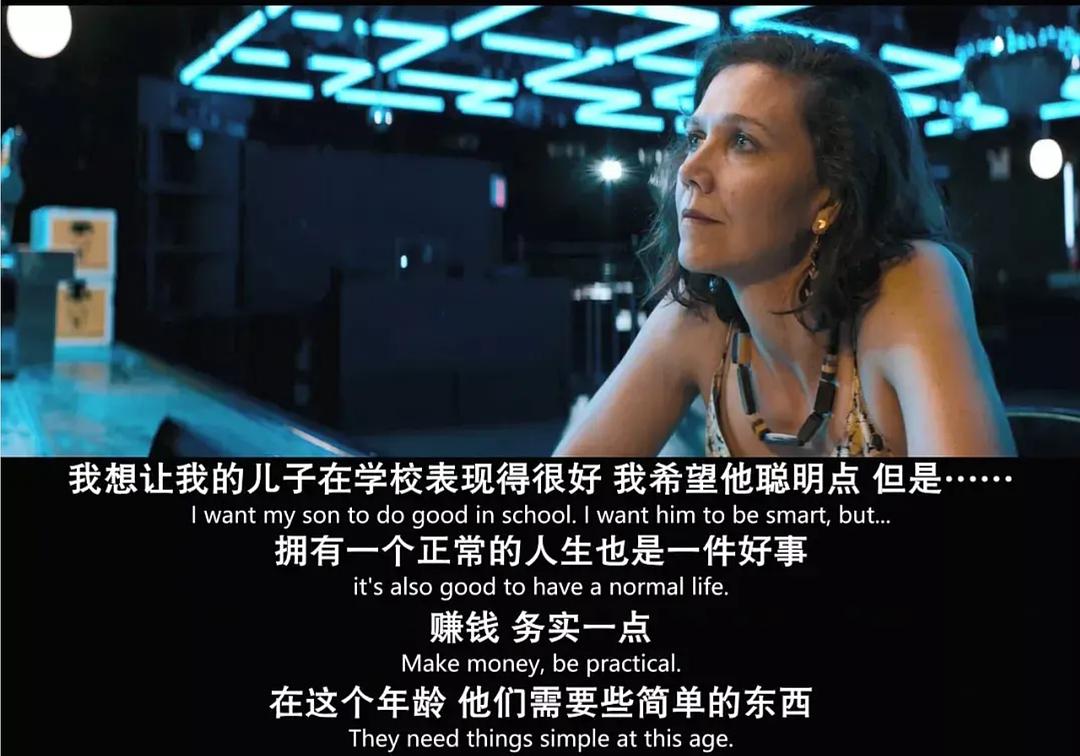 我想让我的儿子在学校表现得很好 我希望他聪明点 但是……
I want my son to do good in school. I want him to be smart, but...
拥有一个正常的人生也是一件好事
it's also good to have a normal life.
赚钱 务实一点
Make money, be practical.
在这个年龄 他们需要些简单的东西
They need things simple at this age.